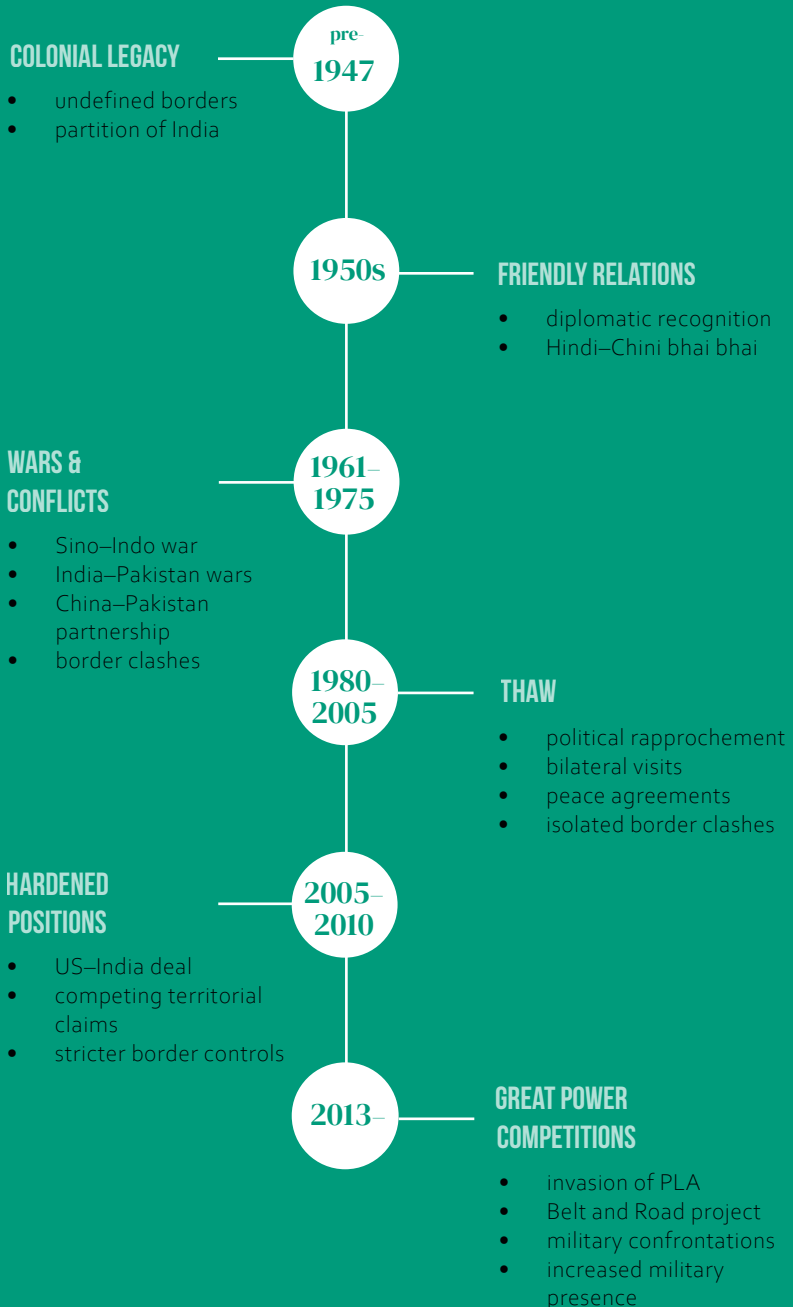 pre-
1947
COLONIAL LEGACY
• undefined borders
• partition of India
1950s
FRIENDLY RELATIONS
• diplomatic recognition
• Hindi–Chini bhai bhai
1961–
1975
WARS &
CONFLICTS
• Sino–Indo war
• India–Pakistan wars
• China–Pakistan
partnership
• border clashes
1980–
2005
THAW
• political rapprochement
• bilateral visits
• peace agreements
• isolated border clashes
2005–
2010
HARDENED
POSITIONS
• US–India deal
• competing territorial
claims
• stricter border controls
2013–
GREAT POWER
COMPETITIONS
• invasion of PLA
• Belt and Road project
• military confrontations
• increased military
presence